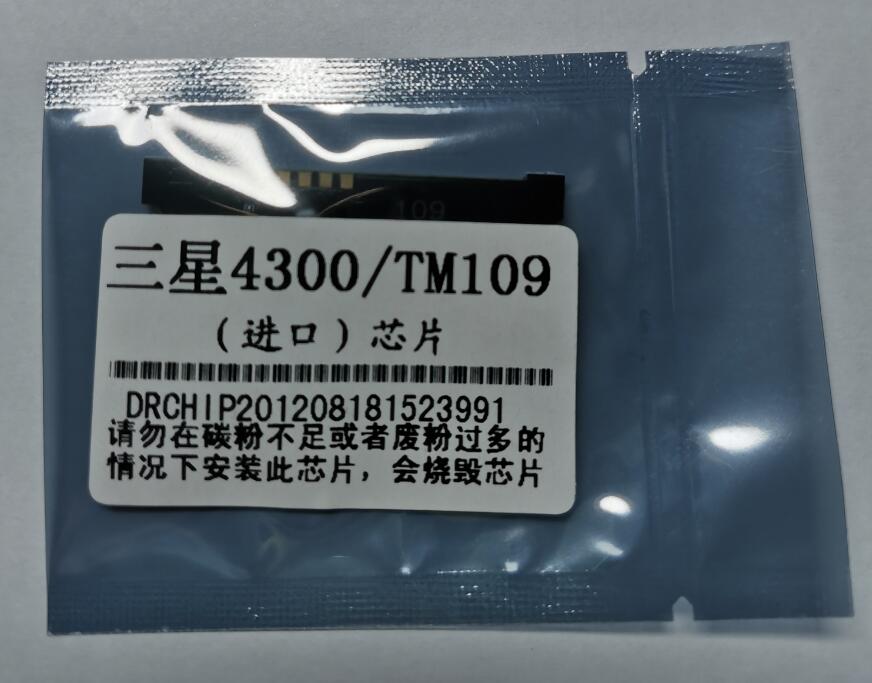 109
三星4300/TM109
（进口）芯片
DRCHIP201208181523991
请勿在碳粉不足或者废粉过多的
情况下安装此芯片，会烧毁芯片